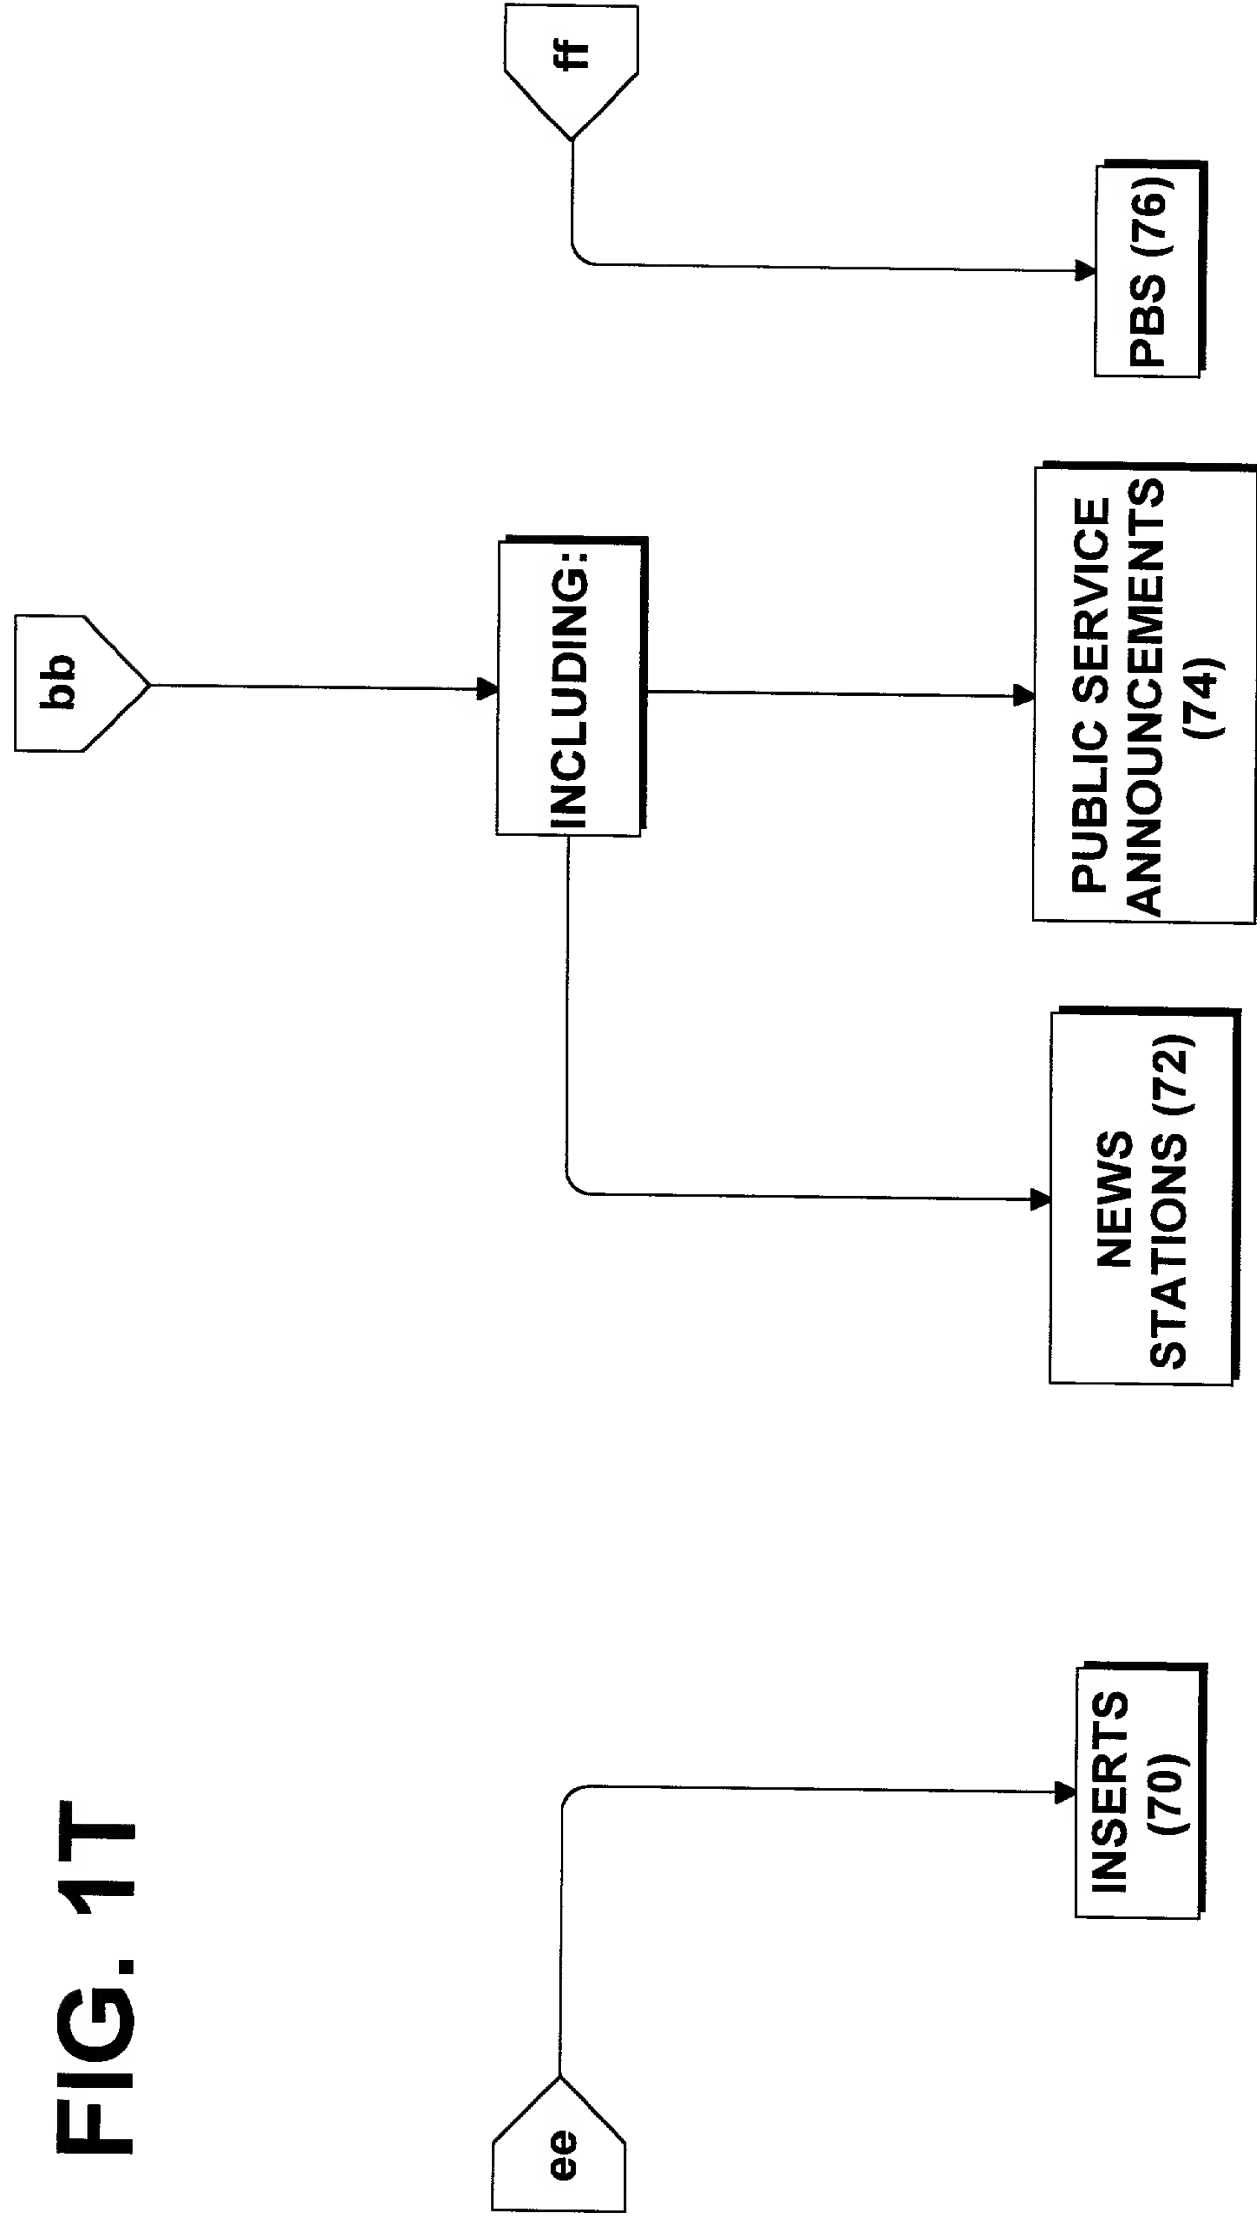 FIG. 1T
bb
ee
INCLUDING:
ff
INSERTS
(70)
NEWS
STATIONS (72)
PUBLIC SERVICE
ANNOUNCEMENTS
(74)
PBS (76)